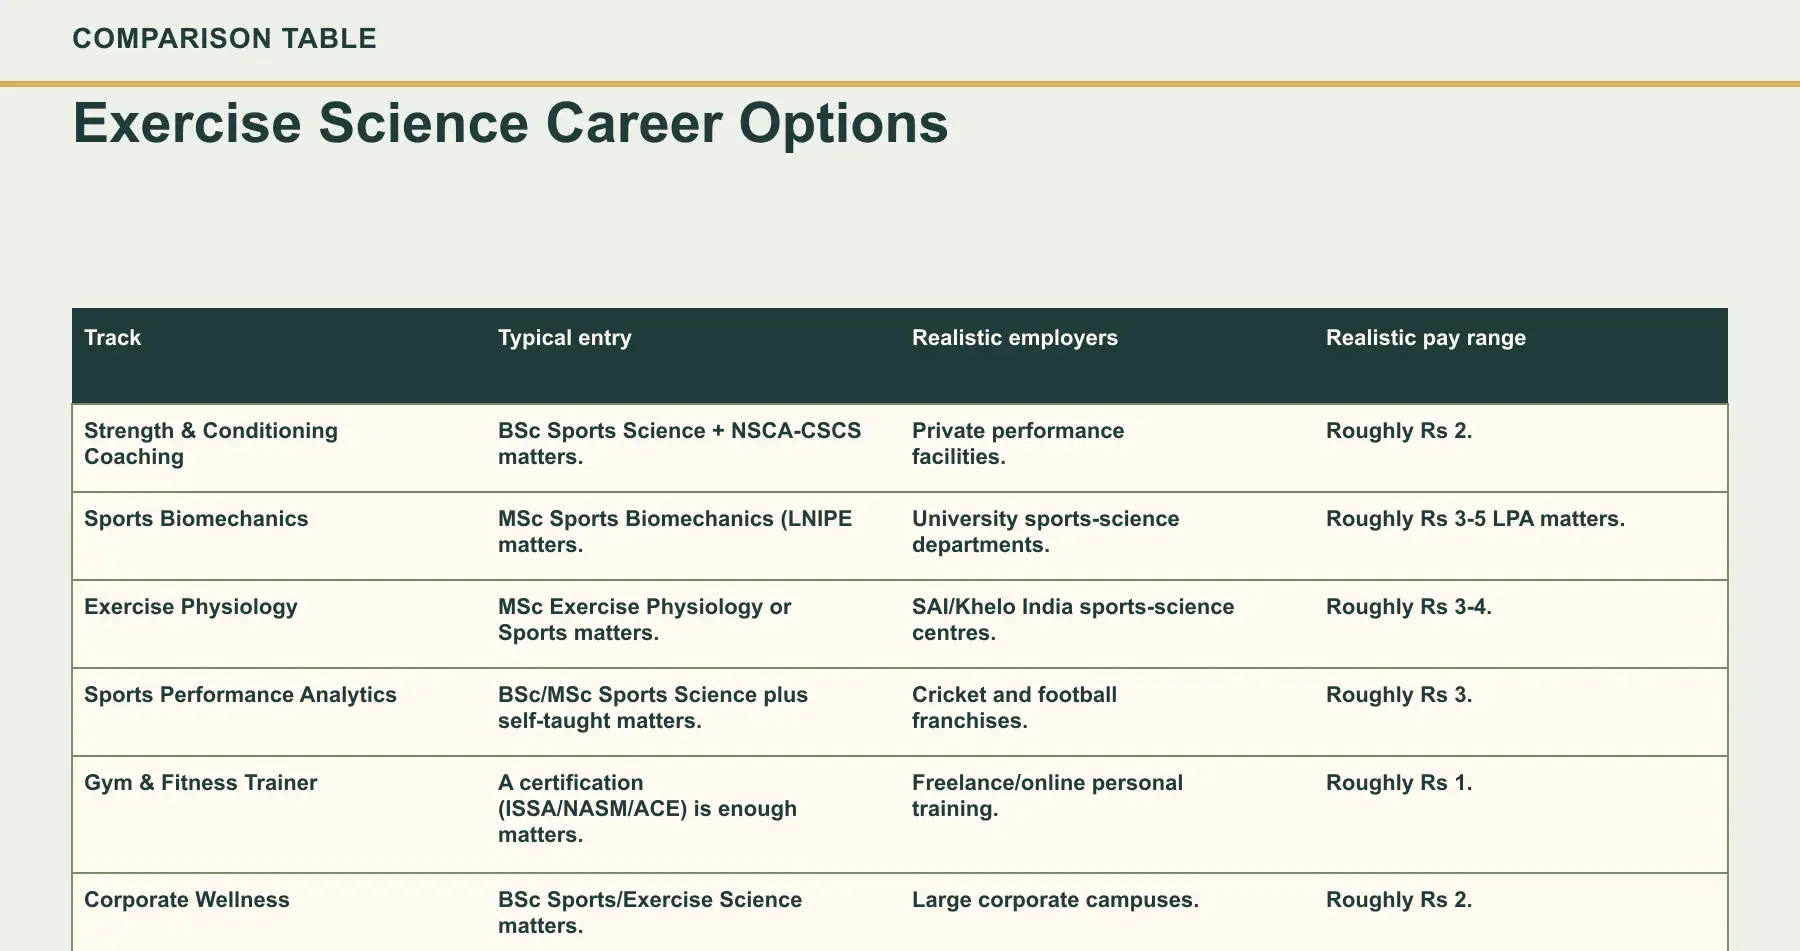 COMPARISON TABLE
Exercise Science Career Options
Track Typical entry Realistic employers Realistic pay range
Strength & Conditioning BSc Sports Science + NSCA-CSCS Private performance Roughly Rs 2.
Coaching matters. facilities.
Sports Biomechanics MSc Sports Biomechanics (LNIPE University sports-science Roughly Rs 3-5 LPA matters.
matters. departments.
Exercise Physiology MSc Exercise Physiology or SAI/Khelo India sports-science Roughly Rs 3-4.
Sports matters. centres.
Sports Performance Analytics BSc/MSc Sports Science plus Cricket and football Roughly Rs 3.
self-taught matters. franchises.
Gym & Fitness Trainer A certification Freelance/online personal Roughly Rs 1.
(ISSA/NASM/ACE) is enough training.
matters.
Corporate Wellness BSc Sports/Exercise Science Large corporate campuses. Roughly Rs 2.
matters.